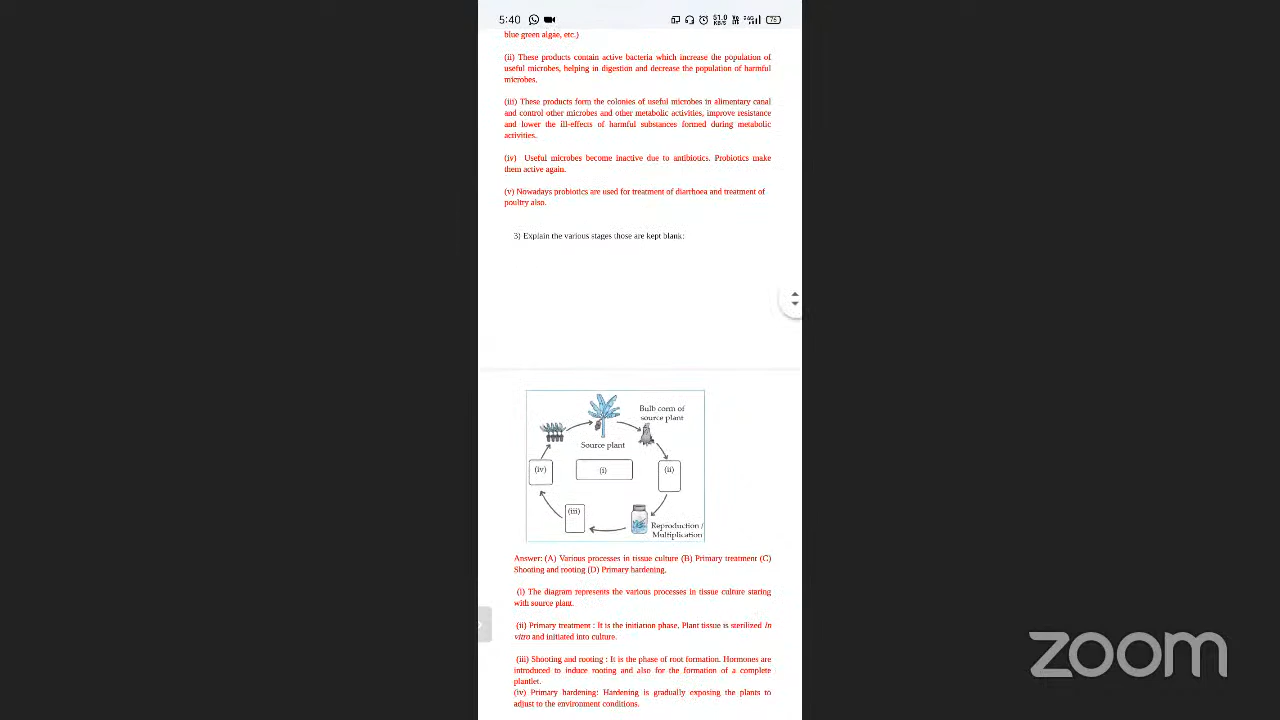 5:40
51.0
KB/S
Vo
LTE
76
blue green algae, etc.)
(ii) These products contain active bacteria which increase the population of
useful microbes, helping in digestion and decrease the population of harmful
microbes.
(iii) These products form the colonies of useful microbes in alimentary canal
and control other microbes and other metabolic activities, improve resistance
and lower the ill-effects of harmful substances formed during metabolic
activities.
(iv) Useful microbes become inactive due to antibiotics. Probiotics make
them active again.
(v) Nowadays probiotics are used for treatment of diarrhoea and treatment of
poultry also.
3) Explain the various stages those are kept blank:
Bulb corm of
source plant
Source plant
(iv)
(i)
(ii)
(iii)
Reproduction /
Multiplication
Answer: (A) Various processes in tissue culture (B) Primary treatment (C)
Shooting and rooting (D) Primary hardening.
(i) The diagram represents the various processes in tissue culture staring
with source plant.
(ii) Primary treatment : It is the initiation phase. Plant tissue is sterilized In
vitro and initiated into culture.
(iii) Shooting and rooting : It is the phase of root formation. Hormones are
introduced to induce rooting and also for the formation of a complete
plantlet.
(iv) Primary hardening: Hardening is gradually exposing the plants to
adjust to the environment conditions.
zoom